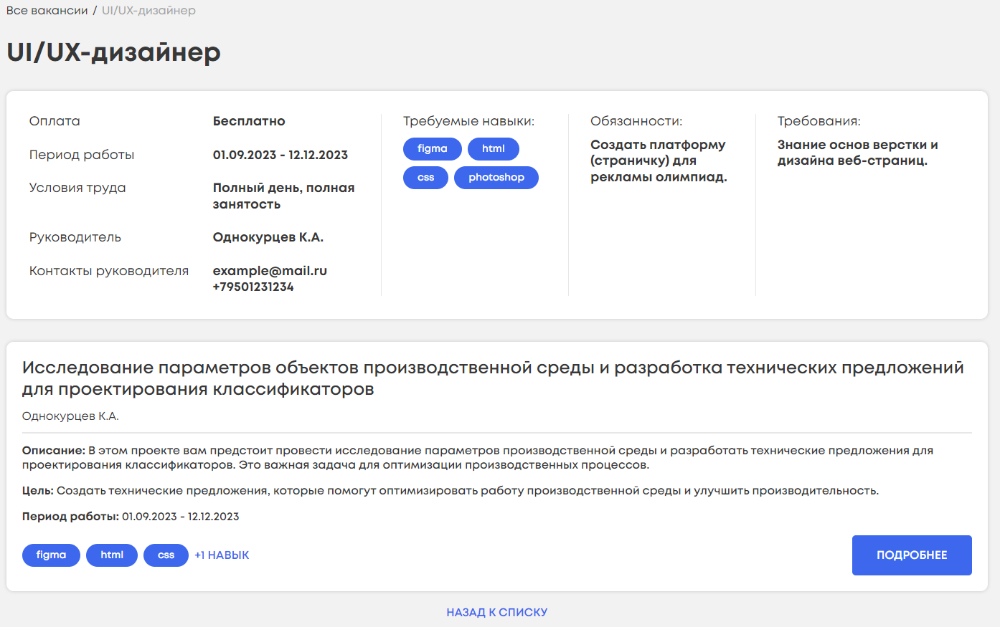 Все вакансии / UI/UX-дизайнер
UI/UX-дизайнер
Оплата
Бесплатно
Период работы
01.09.2023 - 12.12.2023
Условия труда
Полный день, полная
занятость
Руководитель
Однокурцев К.А.
Контакты руководителя
example@mail.ru
+79501231234
Требуемые навыки:
figma
html
css
photoshop
Обязанности:
Создать платформу
(страничку) для
рекламы олимпиад.
Требования:
Знание основ верстки и
дизайна веб-страниц.
Исследование параметров объектов производственной среды и разработка технических предложений
для проектирования классификаторов
Однокурцев К.А.
Описание: В этом проекте вам предстоит провести исследование параметров производственной среды и разработать технические предложения для
проектирования классификаторов. Это важная задача для оптимизации производственных процессов.
Цель: Создать технические предложения, которые помогут оптимизировать работу производственной среды и улучшить производительность.
Период работы: 01.09.2023 - 12.12.2023
figma
html
css
+1 НАВЫК
ПОДРОБНЕЕ
НАЗАД К СПИСКУ